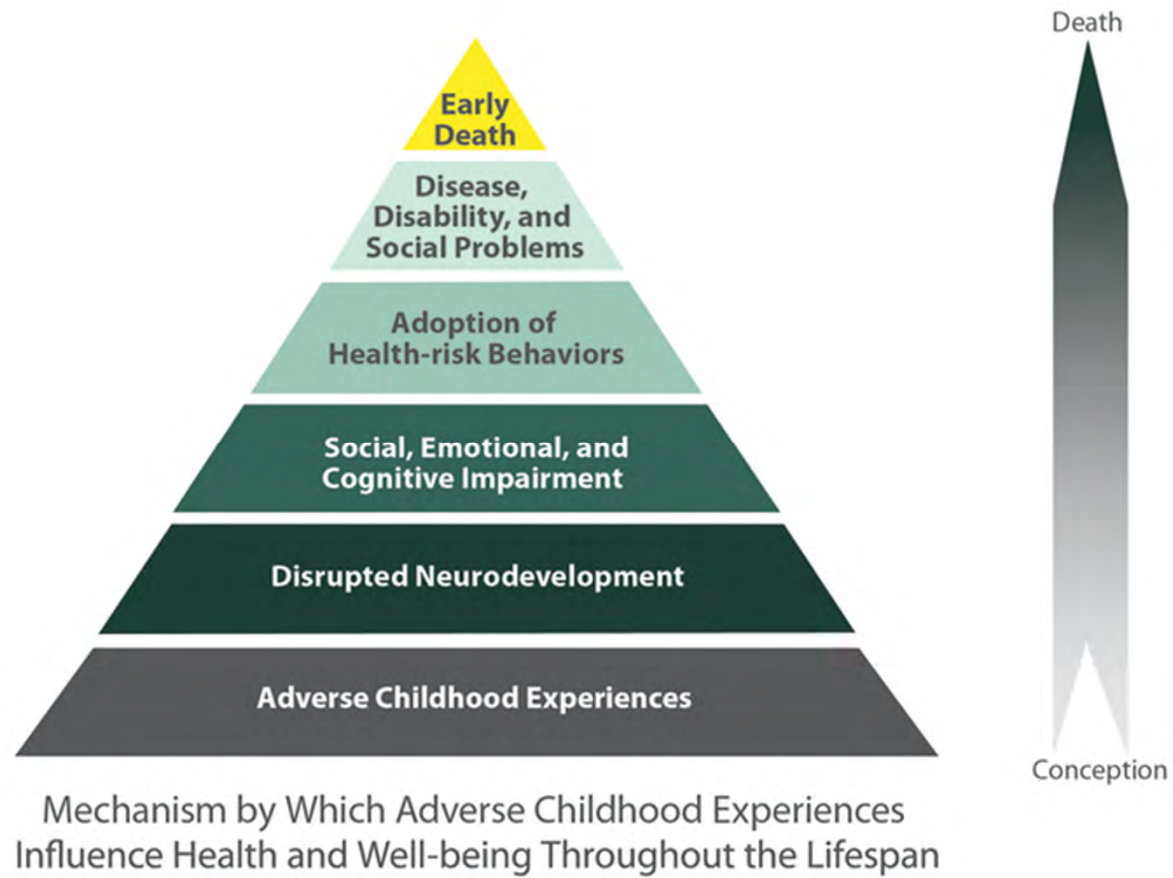 Death
Early
Death
Disease,
Disability, and
Social Problems
Adoption of
Health-risk Behaviors
Social, Emotional, and
Cognitive Impairment
Disrupted Neurodevelopment
Adverse Childhood Experiences
Conception
Mechanism by Which Adverse Childhood Experiences
Influence Health and Well-being Throughout the Lifespan